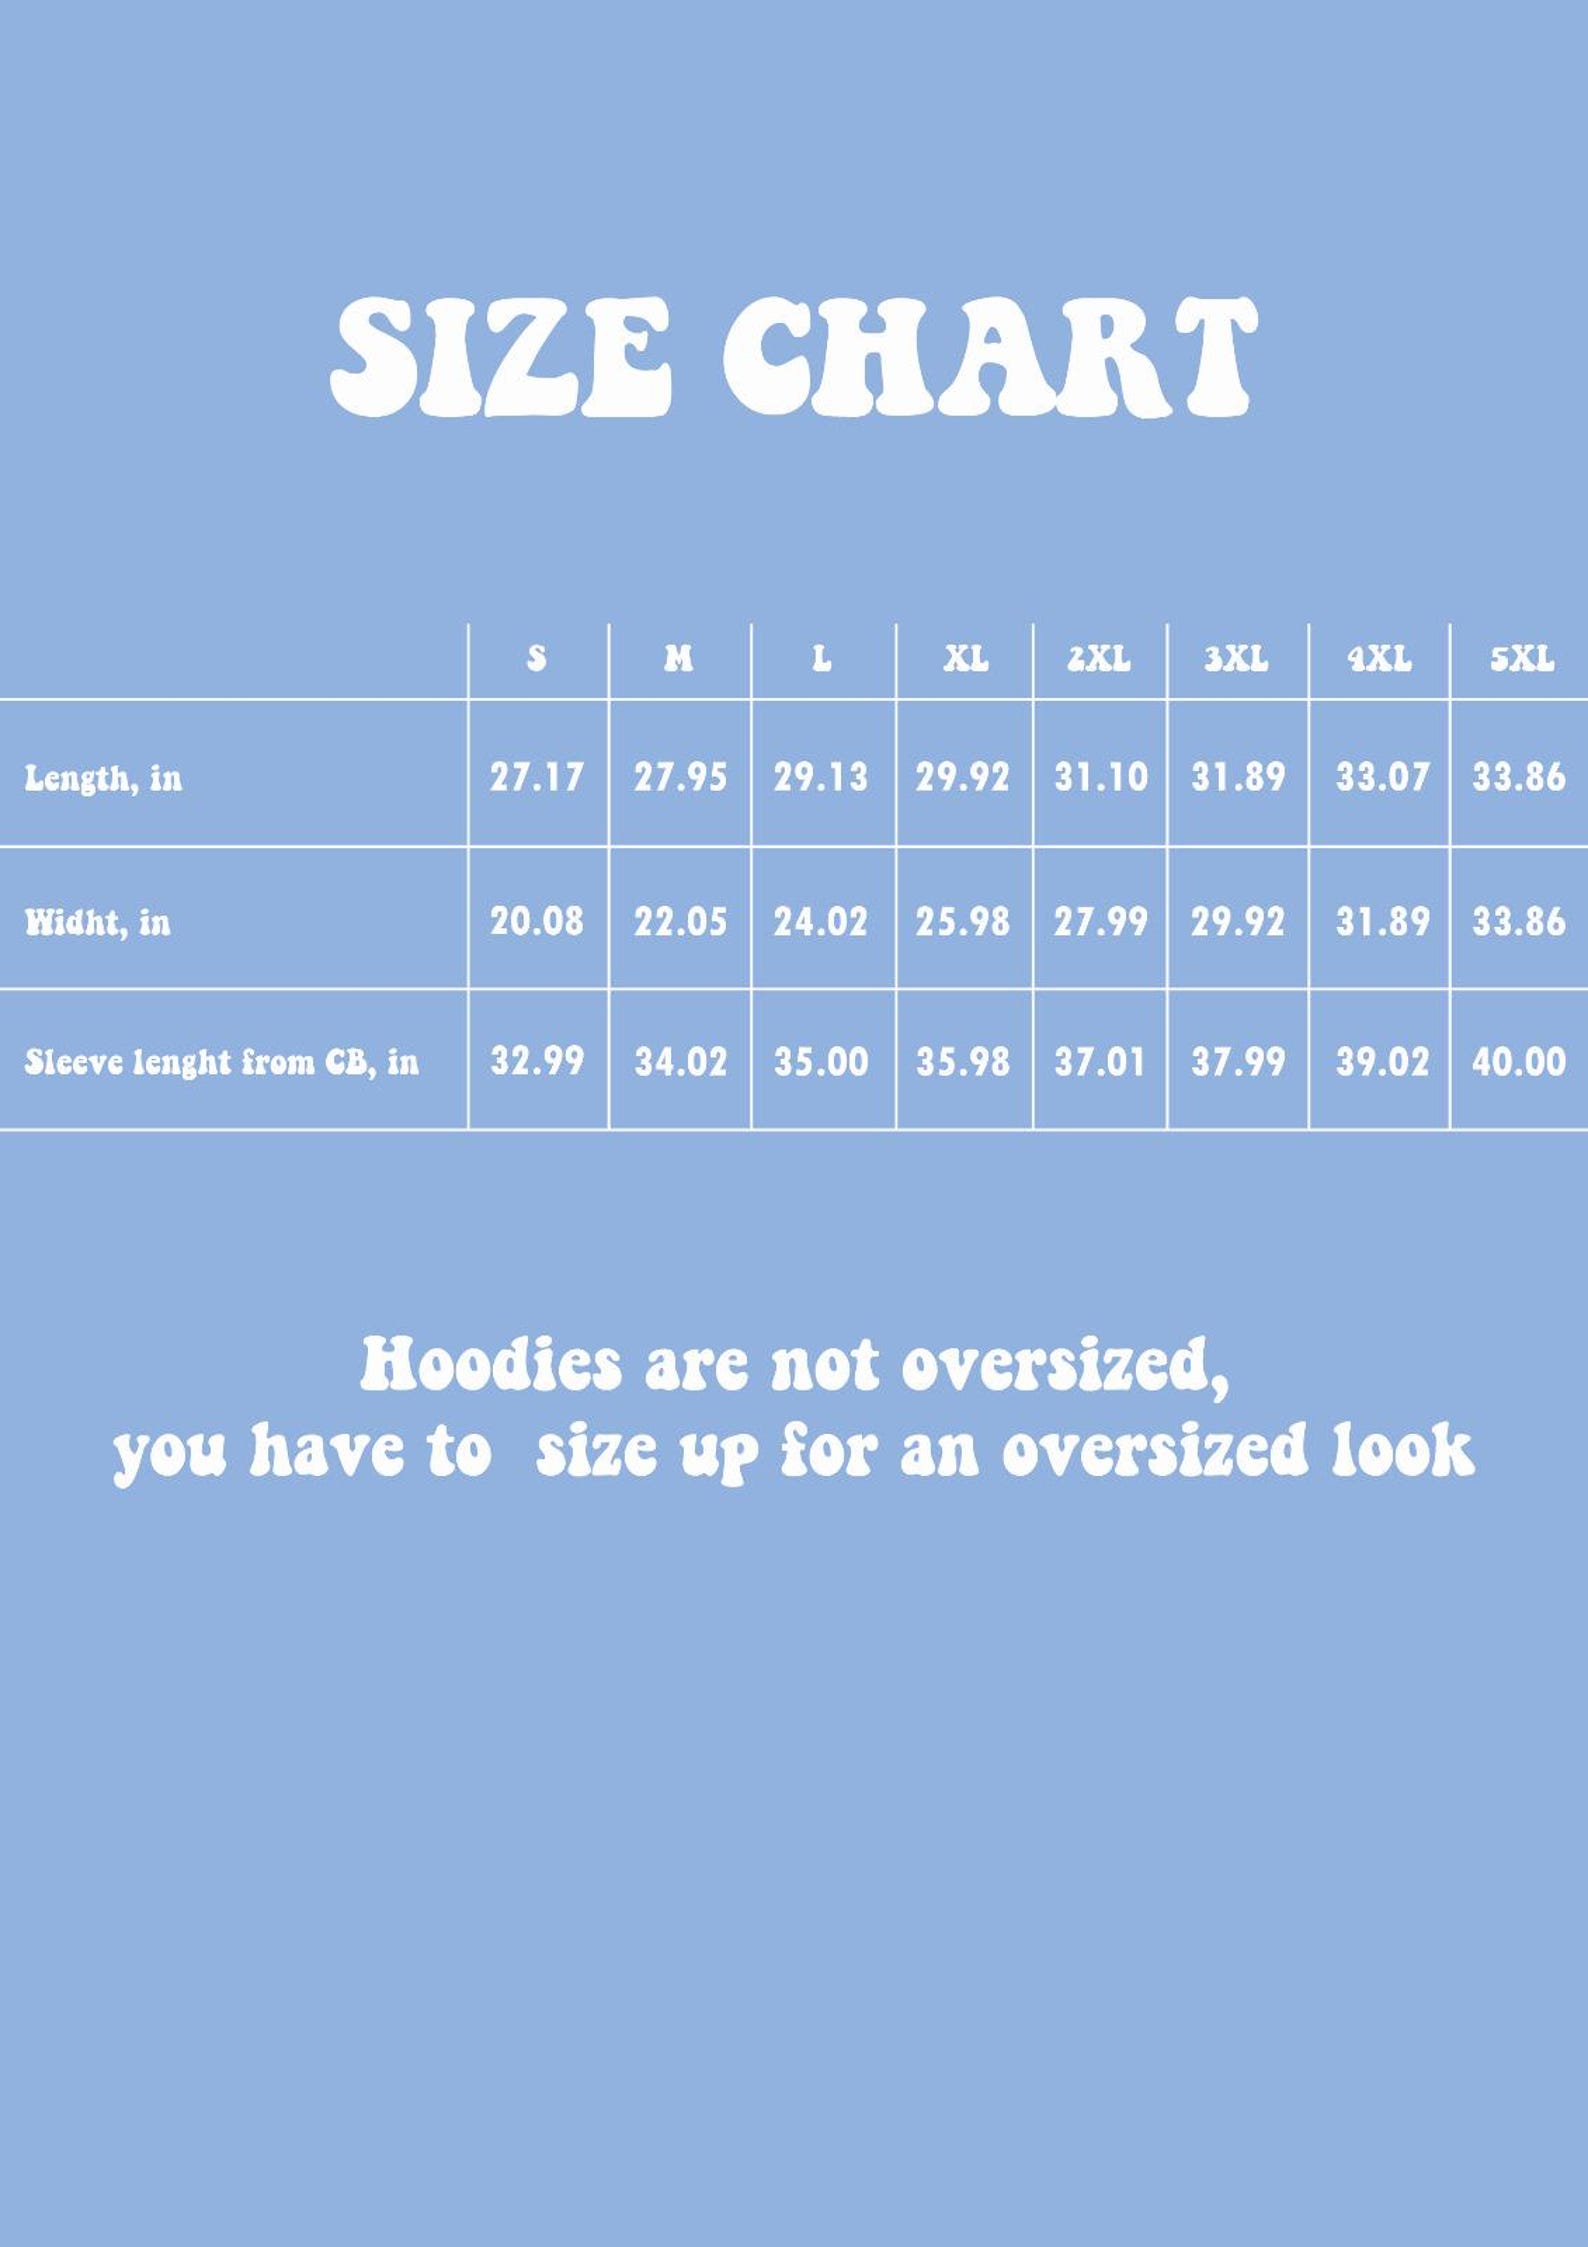 SIZE CHART
S M L XL 2XL 3XL 4XL 5XL
Length, in 27.17 27.95 29.13 29.92 31.10 31.89 33.07 33.86
Widht, in 20.08 22.05 24.02 25.98 27.99 29.92 31.89 33.86
Sleeve lenght from CB, in 32.99 34.02 35.00 35.98 37.01 37.99 39.02 40.00
Hoodies are not oversized,
you have to size up for an oversized look